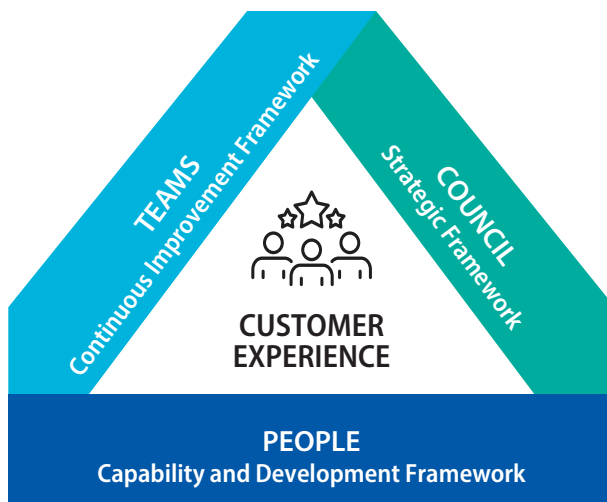 TEAMS
Continuous Improvement Framework
COUNCIL
Strategic Framework
CUSTOMER
EXPERIENCE
PEOPLE
Capability and Development Framework